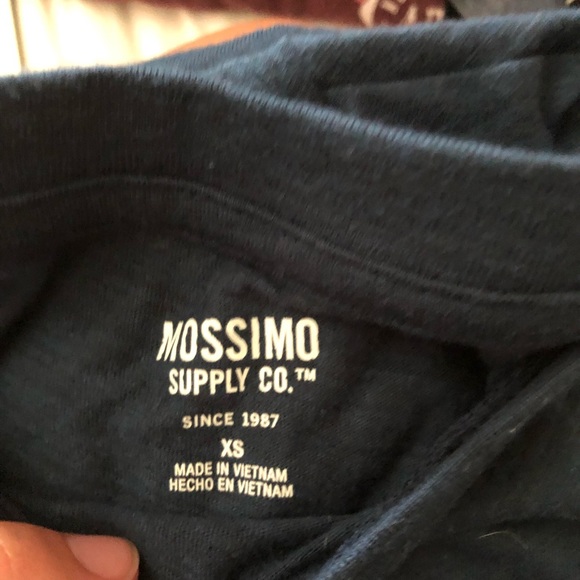 MOSSIMO
SUPPLY CO.™
SINCE 1987
XS
MADE IN VIETNAM
HECHO EN VIETNAM